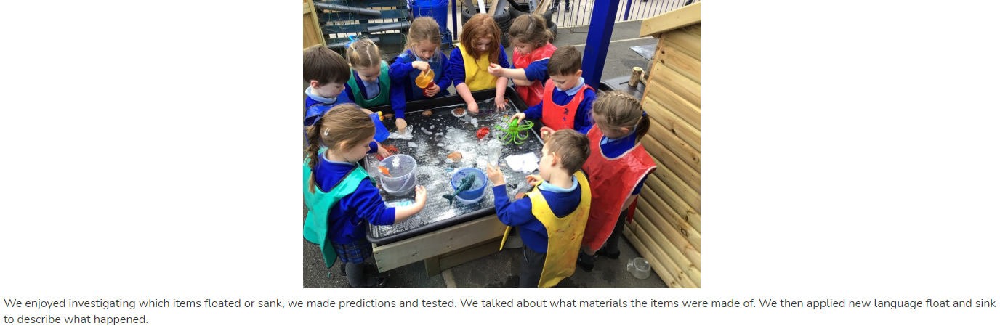 We enjoyed investigating which items floated or sank, we made predictions and tested. We talked about what materials the items were made of. We then applied new language float and sink
to describe what happened.